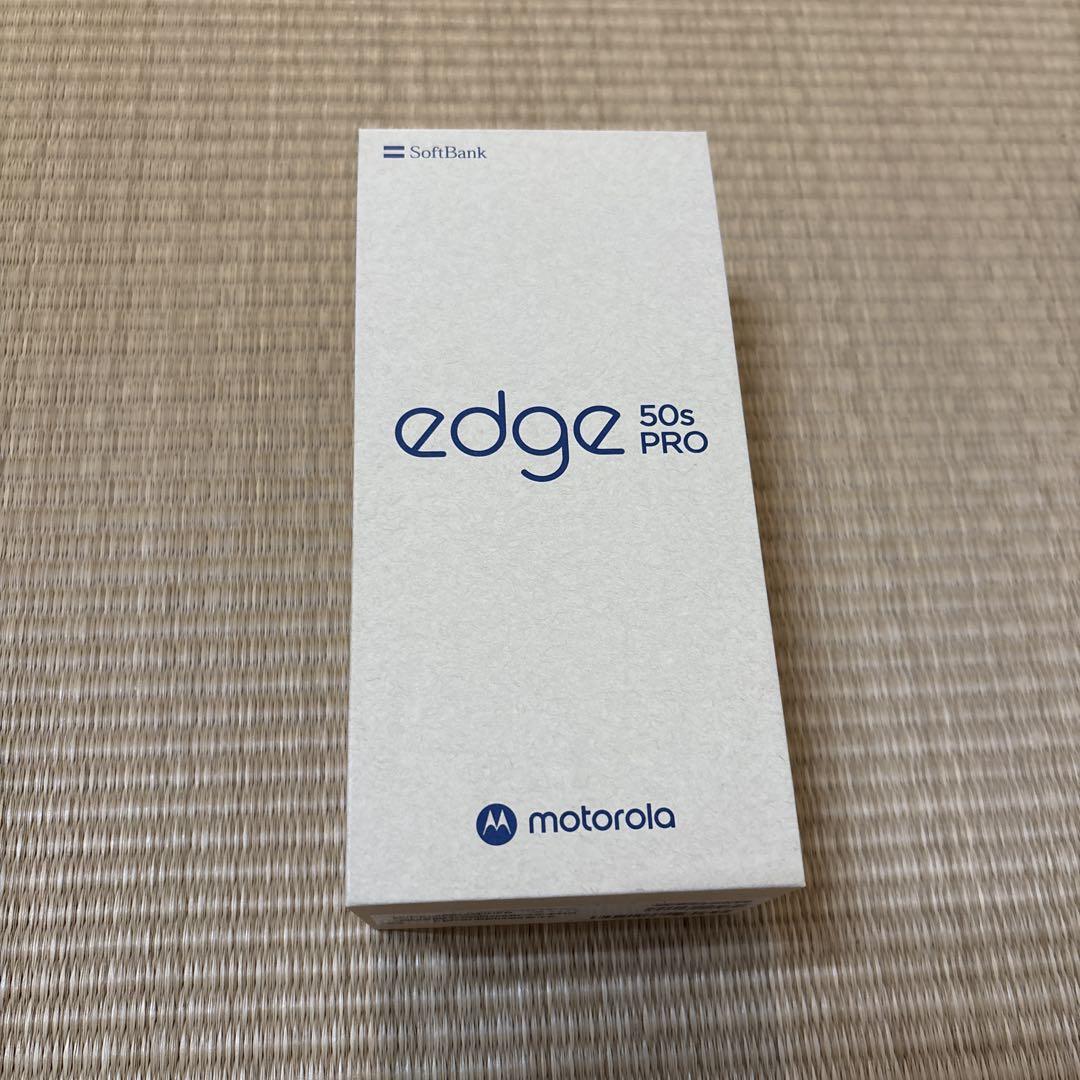 SoftBank
edge 50s
PRO
motorola